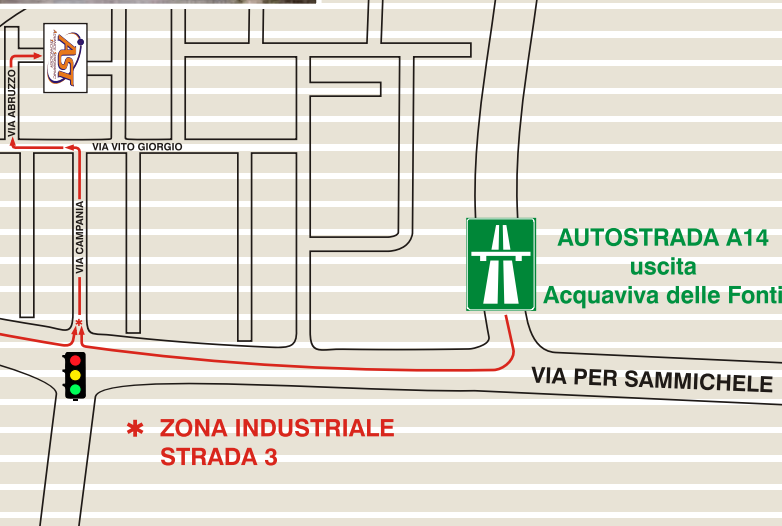 AST
VIA ABRUZZO
VIA VITO GIORGIO
VIA CAMPANIA
*
AUTOSTRADA A14
uscita
Acquaviva delle Fonti
VIA PER SAMMICHELE
* ZONA INDUSTRIALE
STRADA 3